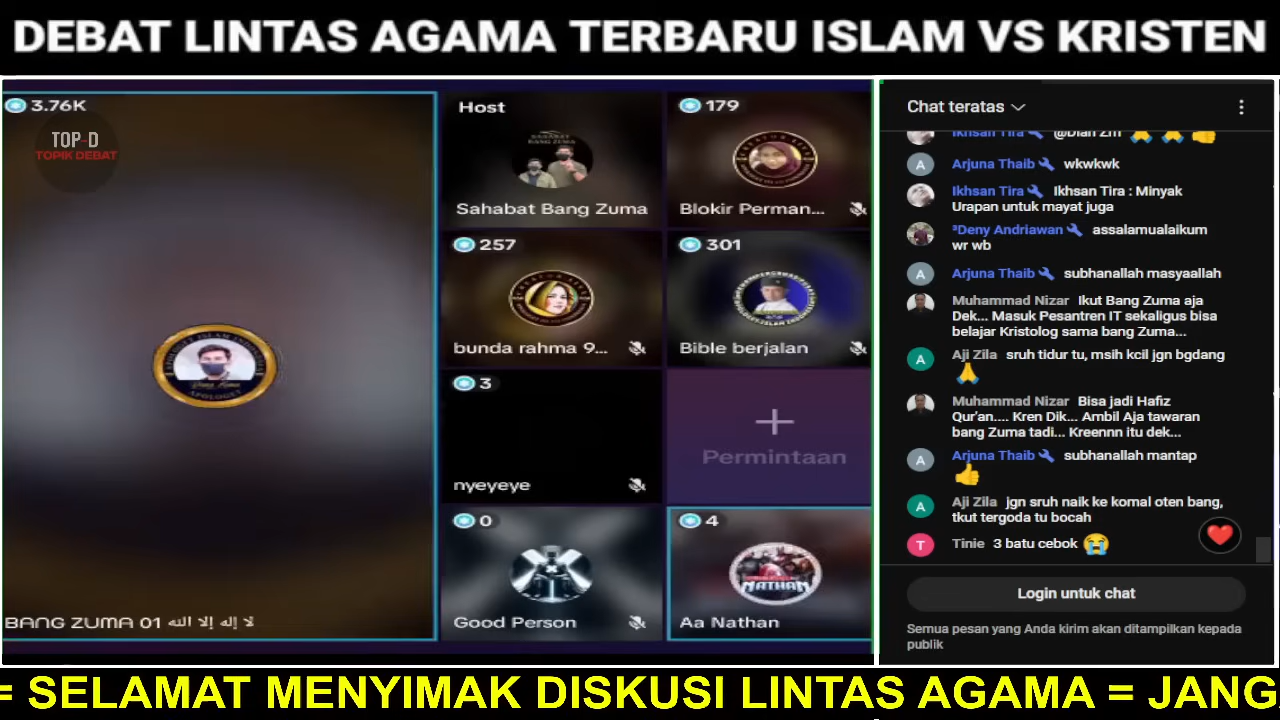 DEBAT LINTAS AGAMA TERBARU ISLAM VS KRISTEN
3.76K
TOP-D
TOPIK DEBAT
BANG ZUMA 01 لا إله إلا الله
Host
Sahabat Bang Zuma
179
Blokir Perman...
257
bunda rahma 9...
301
Bible berjalan
3
nyeyeye
Permintaan
0
Good Person
4
NATHAN
Aa Nathan
Chat teratas
Ikhsan Tira @Dian Zm 🙏 🙏 👍
Arjuna Thaib wkwkwk
Ikhsan Tira Ikhsan Tira : Minyak
Urapan untuk mayat juga
³Deny Andriawan assalamualaikum
wr wb
Arjuna Thaib subhanallah masyaallah
Muhammad Nizar Ikut Bang Zuma aja
Dek... Masuk Pesantren IT sekaligus bisa
belajar Kristolog sama bang Zuma...
Aji Zila sruh tidur tu, msih kcil jgn bgdang
🙏
Muhammad Nizar Bisa jadi Hafiz
Qur'an.... Kren Dik... Ambil Aja tawaran
bang Zuma tadi... Kreennn itu dek...
Arjuna Thaib subhanallah mantap
👍
Aji Zila jgn sruh naik ke komal oten bang,
tkut tergoda tu bocah
Tinie 3 batu cebok 😭
Login untuk chat
Semua pesan yang Anda kirim akan ditampilkan kepada
publik
= SELAMAT MENYIMAK DISKUSI LINTAS AGAMA = JANG